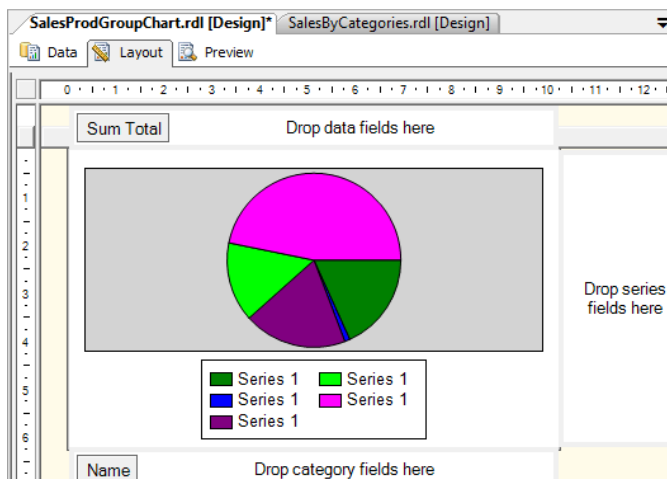 SalesProdGroupChart.rdl [Design]* SalesByCategories.rdl [Design]
Data Layout Preview
0 1 2 3 4 5 6 7 8 9 10 11 12
Sum Total Drop data fields here
1
2
3
4
5
6
Drop series
fields here
Series 1 Series 1
Series 1 Series 1
Series 1
Name Drop category fields here